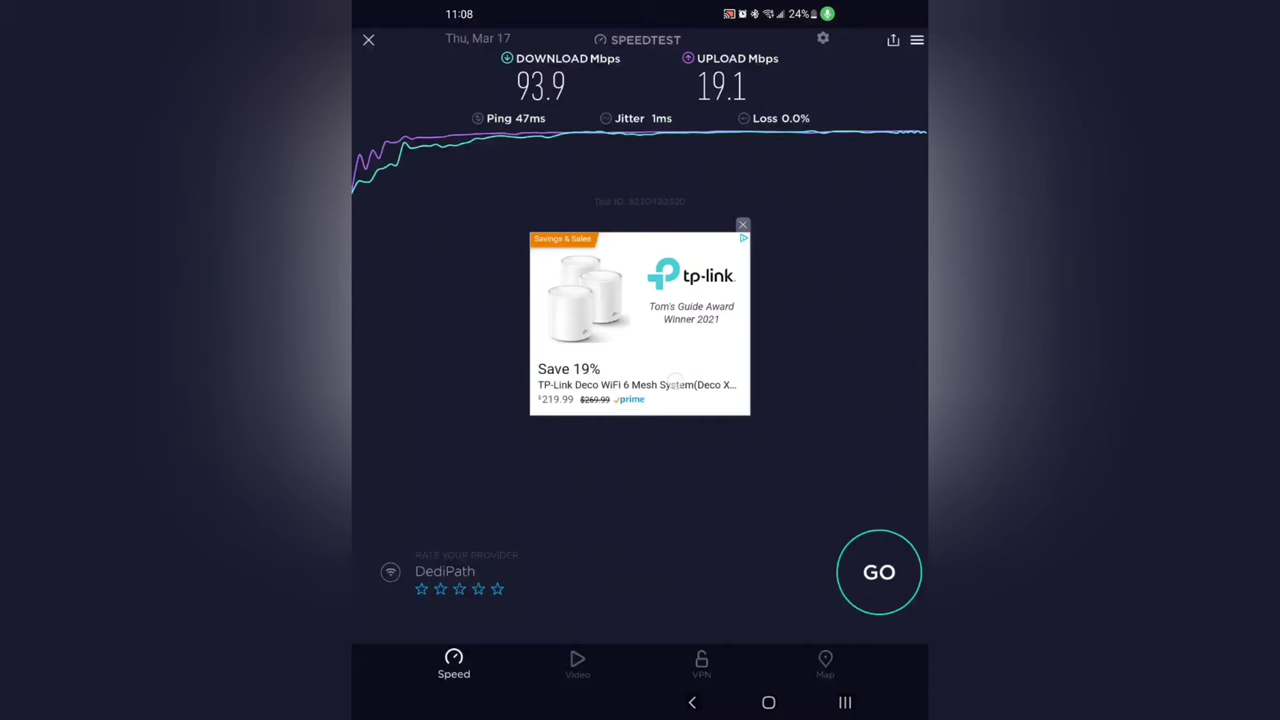 11:08
24%
Thu, Mar 17
SPEEDTEST
DOWNLOAD Mbps
UPLOAD Mbps
93.9
19.1
Ping 47ms
Jitter 1ms
Loss 0.0%
Savings & Sales
tp-link
Tom's Guide Award
Winner 2021
Save 19%
TP-Link Deco WiFi 6 Mesh System(Deco X...
$219.99 $269.99 prime
RATE YOUR PROVIDER
DediPath
GO
Speed
Video
VPN
Map